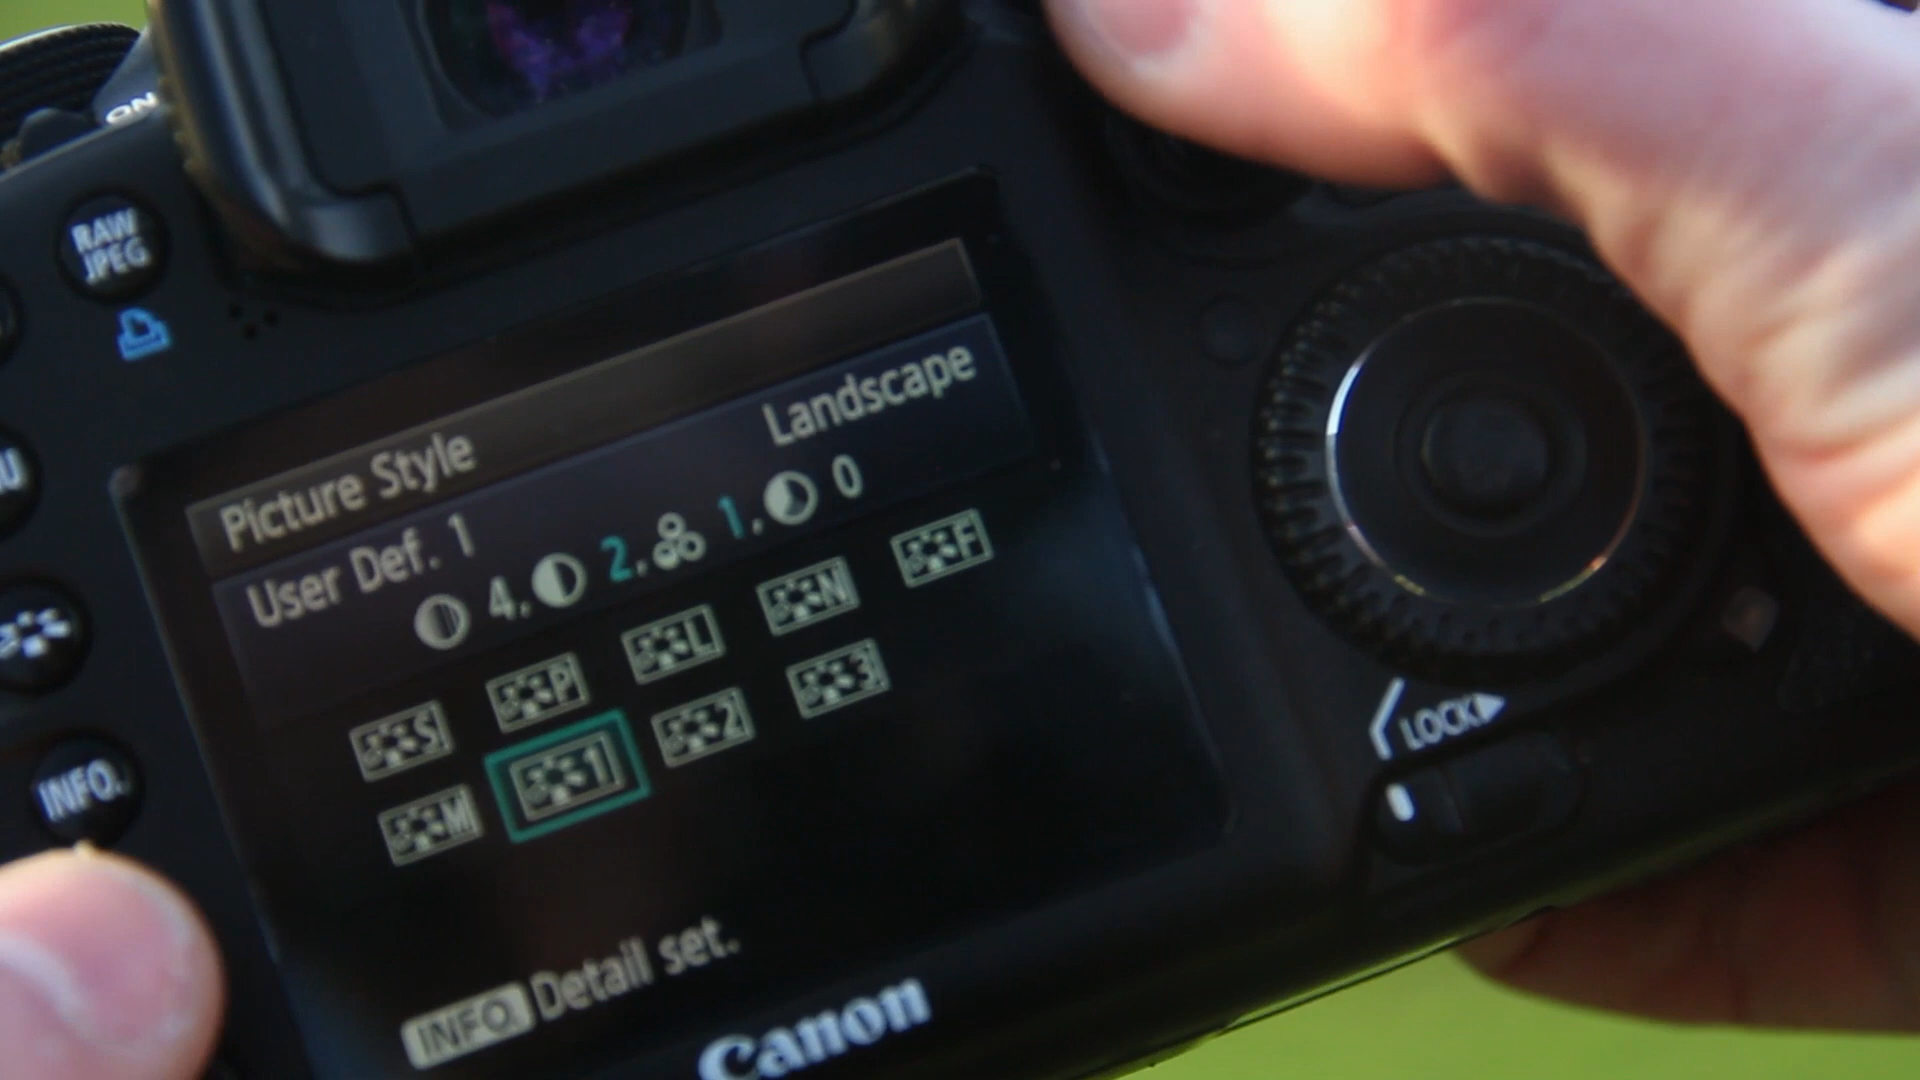 ON
RAW
JPEG
Picture Style
User Def. 1 Landscape
4, 2, 1, 0
S P L N F
M 1 2 3
INFO. Detail set.
INFO.
LOCK
Canon